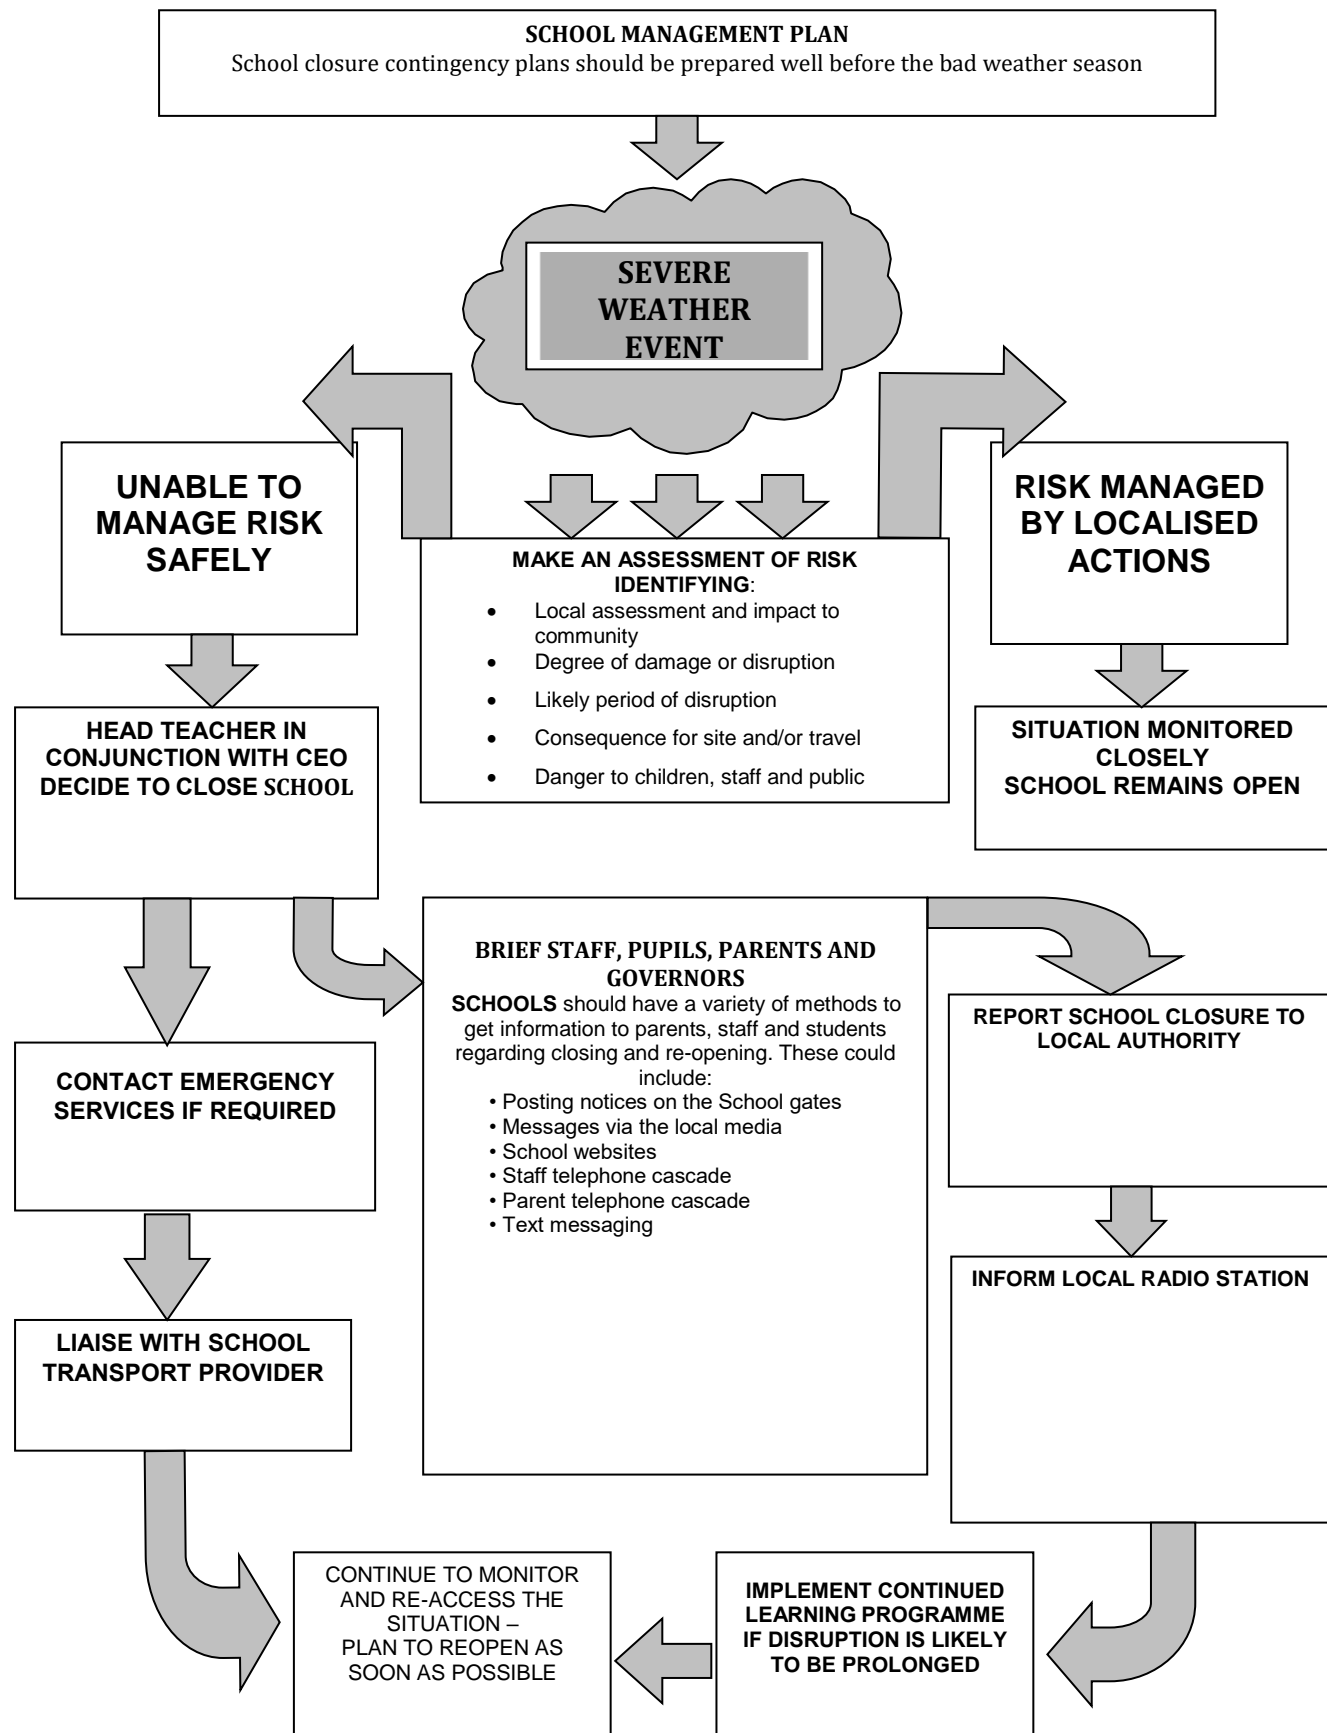 SCHOOL MANAGEMENT PLAN
School closure contingency plans should be prepared well before the bad weather season
SEVERE
WEATHER
EVENT
UNABLE TO
MANAGE RISK
SAFELY
MAKE AN ASSESSMENT OF RISK
IDENTIFYING:
• Local assessment and impact to
community
• Degree of damage or disruption
• Likely period of disruption
• Consequence for site and/or travel
• Danger to children, staff and public
RISK MANAGED
BY LOCALISED
ACTIONS
HEAD TEACHER IN
CONJUNCTION WITH CEO
DECIDE TO CLOSE SCHOOL
SITUATION MONITORED
CLOSELY
SCHOOL REMAINS OPEN
BRIEF STAFF, PUPILS, PARENTS AND
GOVERNORS
SCHOOLS should have a variety of methods to
get information to parents, staff and students
regarding closing and re-opening. These could
include:
• Posting notices on the School gates
• Messages via the local media
• School websites
• Staff telephone cascade
• Parent telephone cascade
• Text messaging
REPORT SCHOOL CLOSURE TO
LOCAL AUTHORITY
CONTACT EMERGENCY
SERVICES IF REQUIRED
INFORM LOCAL RADIO STATION
LIAISE WITH SCHOOL
TRANSPORT PROVIDER
CONTINUE TO MONITOR
AND RE-ACCESS THE
SITUATION –
PLAN TO REOPEN AS
SOON AS POSSIBLE
IMPLEMENT CONTINUED
LEARNING PROGRAMME
IF DISRUPTION IS LIKELY
TO BE PROLONGED